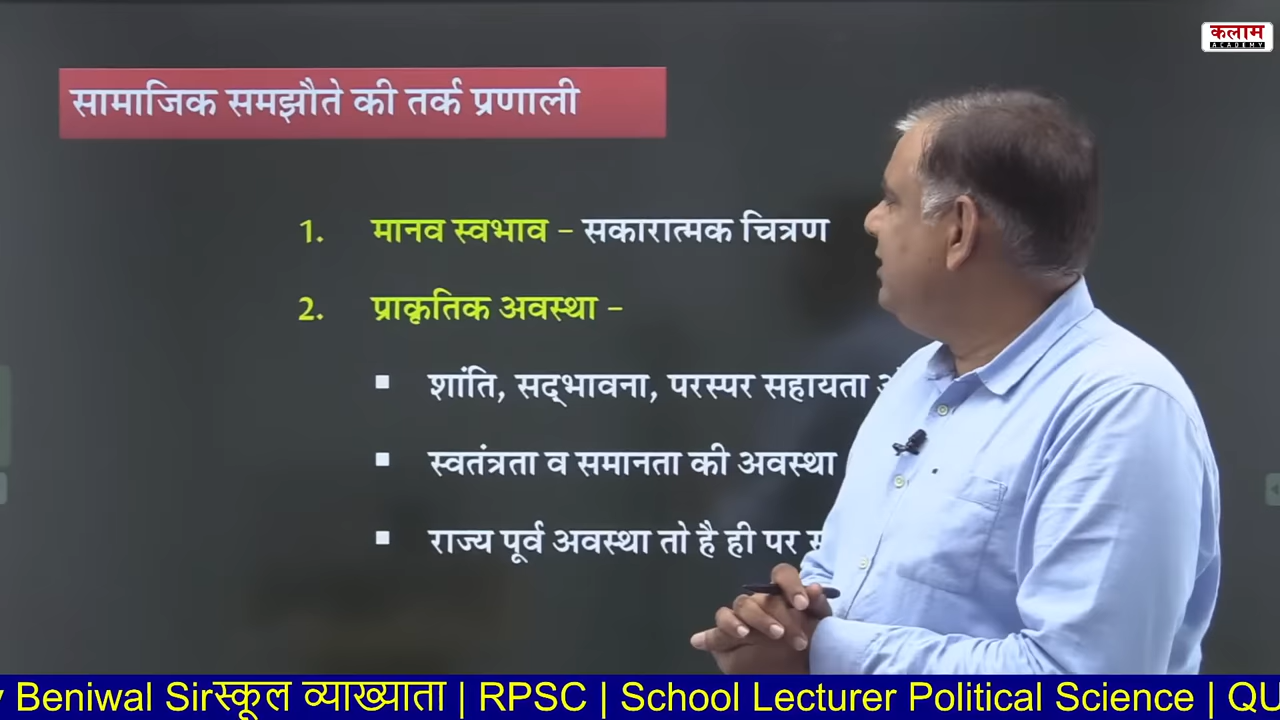 कलाम
ACADEMY
सामाजिक समझौते की तर्क प्रणाली
1. मानव स्वभाव – सकारात्मक चित्रण
2. प्राकृतिक अवस्था –
▪ शांति, सद्भावना, परस्पर सहायता
▪ स्वतंत्रता व समानता की अवस्था
▪ राज्य पूर्व अवस्था तो है ही पर
Beniwal Sirस्कूल व्याख्याता | RPSC | School Lecturer Political Science |